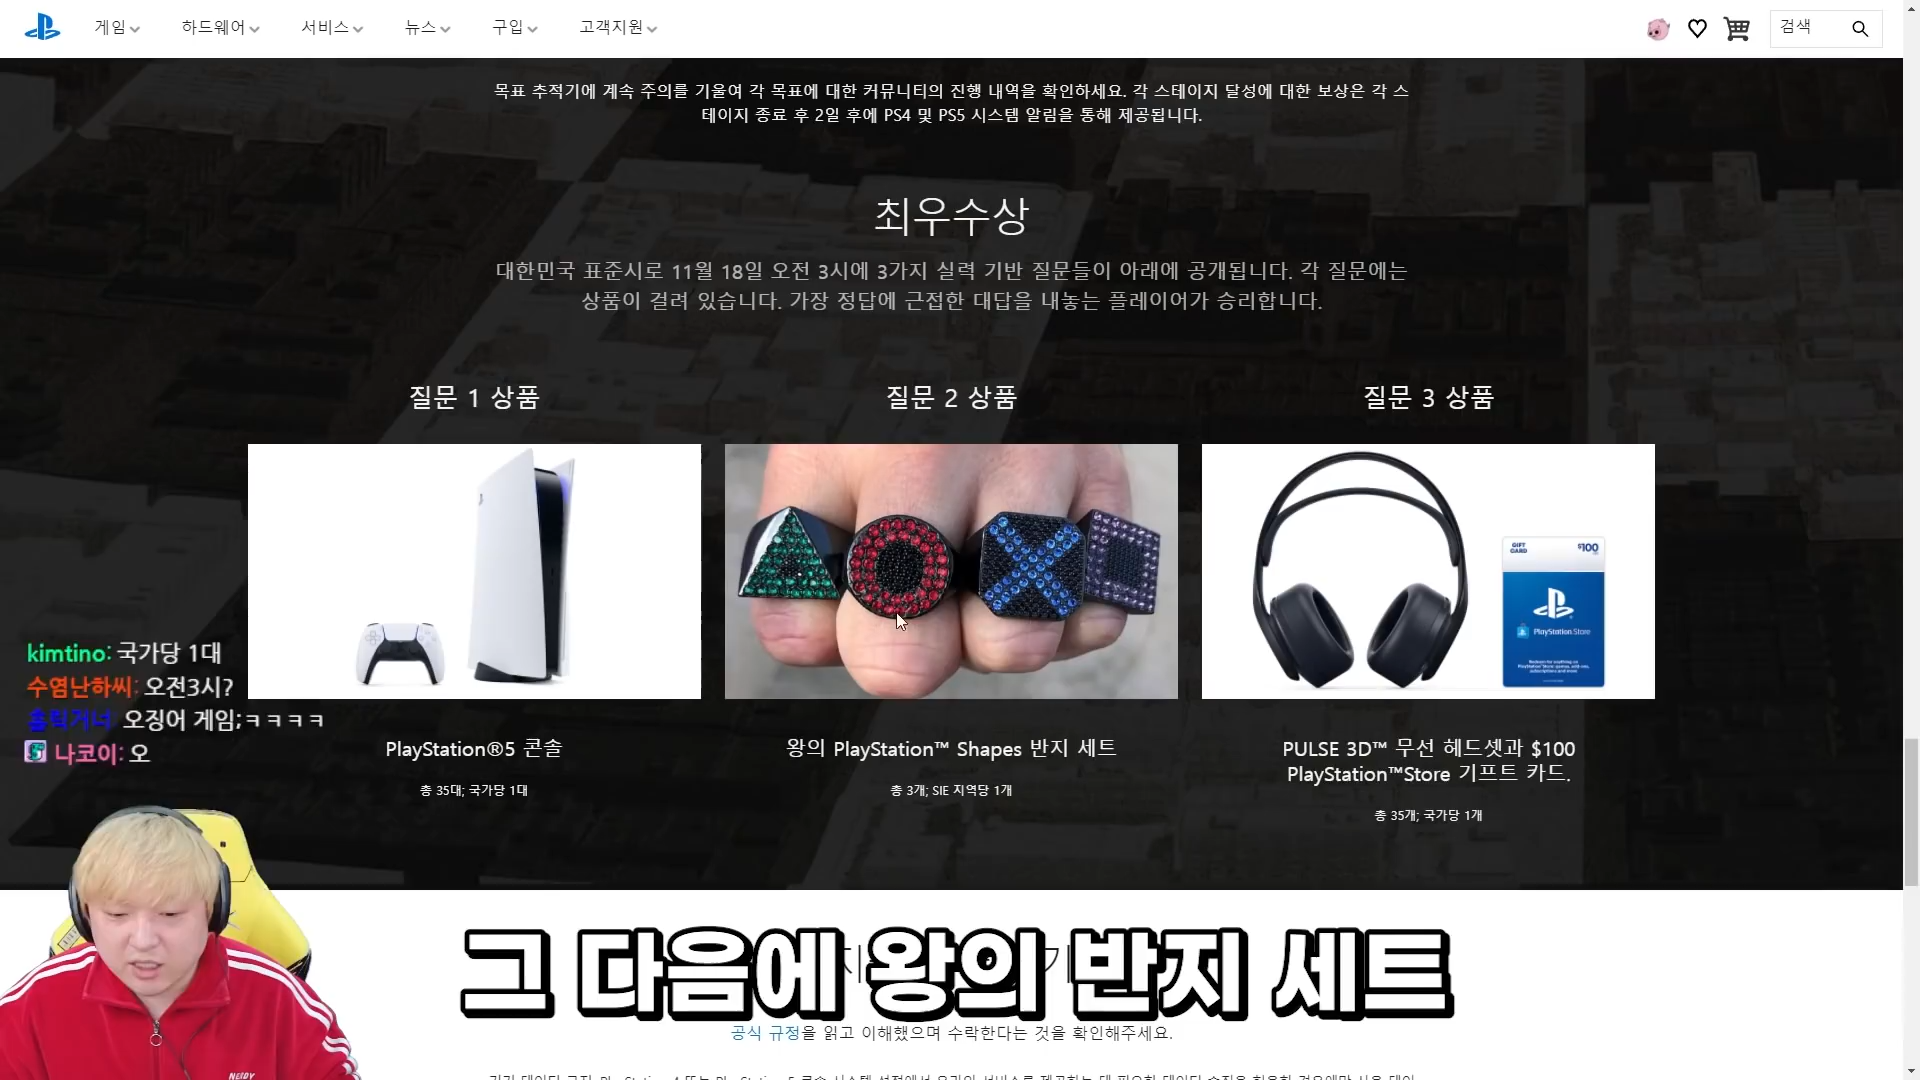 게임 하드웨어 서비스 뉴스 구입 고객지원 검색
목표 추적기에 계속 주의를 기울여 각 목표에 대한 커뮤니티의 진행 내역을 확인하세요. 각 스테이지 달성에 대한 보상은 각 스
테이지 종료 후 2일 후에 PS4 및 PS5 시스템 알림을 통해 제공됩니다.
최우수상
대한민국 표준시로 11월 18일 오전 3시에 3가지 실력 기반 질문들이 아래에 공개됩니다. 각 질문에는
상품이 걸려 있습니다. 가장 정답에 근접한 대답을 내놓는 플레이어가 승리합니다.
질문 1 상품
질문 2 상품
질문 3 상품
GIFT CARD $100
PlayStation Store
kimtino: 국가당 1대
수염난하씨: 오전3시?
오징어 게임;ㅋㅋㅋㅋ
나코이: 오
PlayStation®5 콘솔
총 35대; 국가당 1대
왕의 PlayStation™ Shapes 반지 세트
총 3개; SIE 지역당 1개
PULSE 3D™ 무선 헤드셋과 $100
PlayStation™Store 기프트 카드.
총 35개; 국가당 1개
그 다음에 왕의 반지 세트
공식 규정을 읽고 이해했으며 수락한다는 것을 확인해주세요.
NERDY